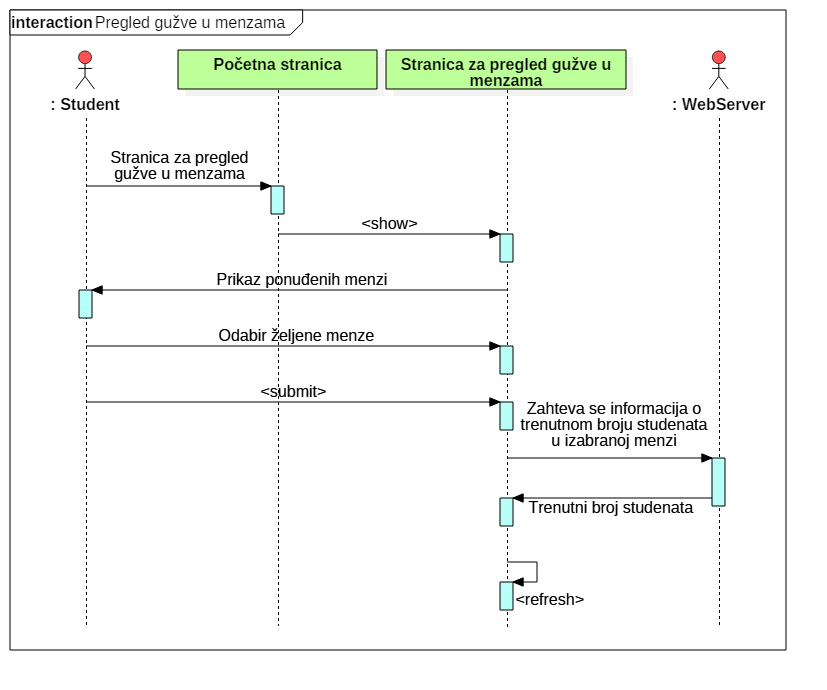 interaction Pregled gužve u menzama
Početna stranica
Stranica za pregled gužve u
menzama
: Student
: WebServer
Stranica za pregled
gužve u menzama
<show>
Prikaz ponuđenih menzi
Odabir željene menze
<submit>
Zahteva se informacija o
trenutnom broju studenata
u izabranoj menzi
Trenutni broj studenata
<refresh>